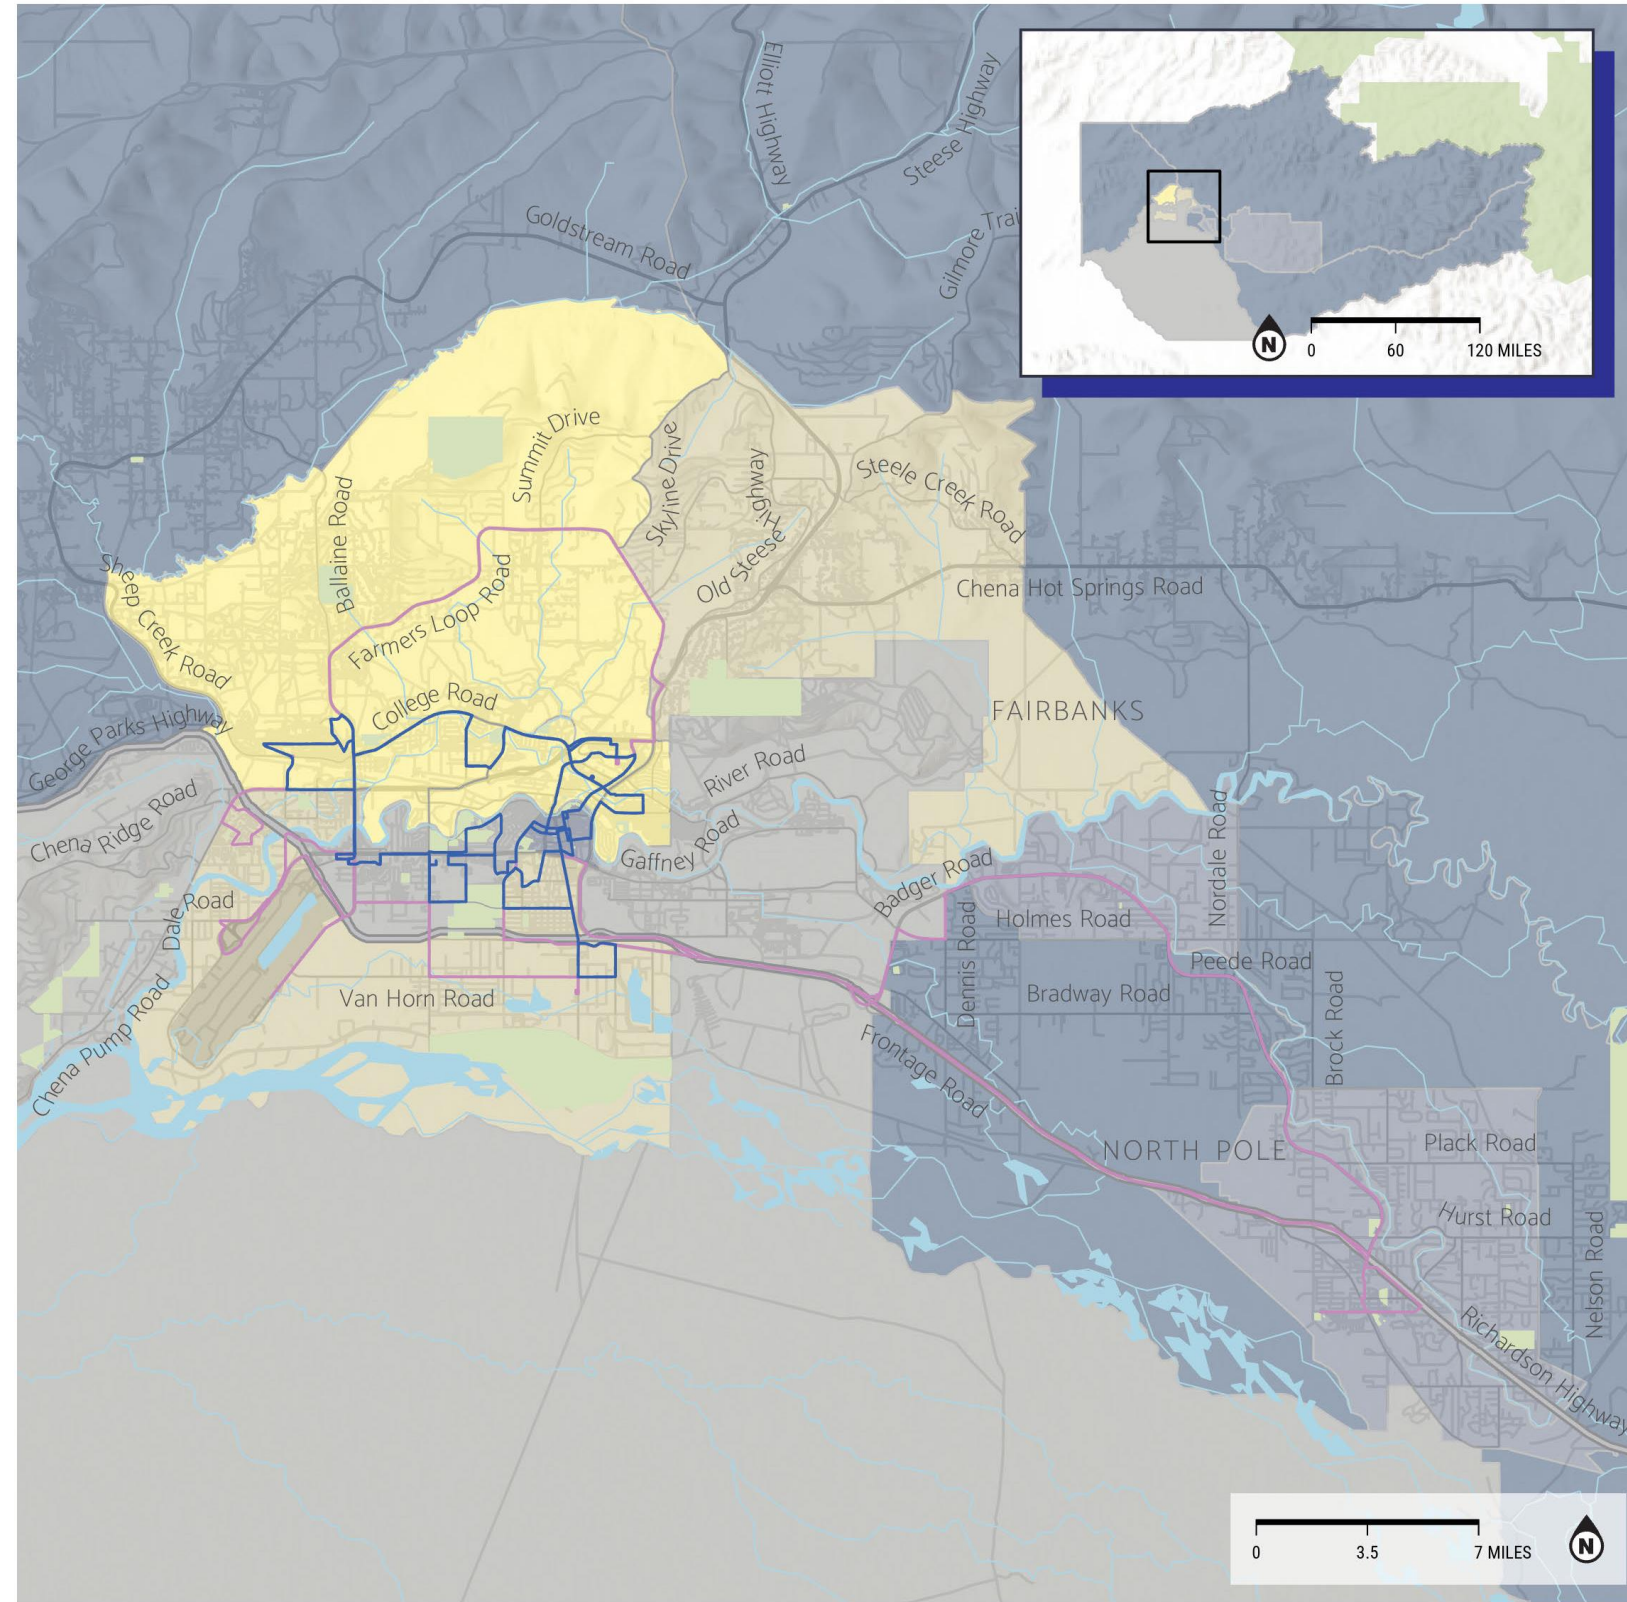 Elliott Highway
Steese Highway
Goldstream Road
Gilmore Trai
N
0 60 120 MILES
Summit Drive
Skyline Drive
Old Steese Highway
Steele Creek Road
Ballaine Road
Farmers Loop Road
Chena Hot Springs Road
Sheep Creek Road
College Road
George Parks Highway
FAIRBANKS
River Road
Chena Ridge Road
Gaffney Road
Nordale Road
Badger Road
Dale Road
Holmes Road
Dennis Road
Peede Road
Van Horn Road
Bradway Road
Chena Pump Road
Brock Road
Frontage Road
NORTH POLE
Plack Road
Hurst Road
Nelson Road
Richardson Highway
0 3.5 7 MILES
N